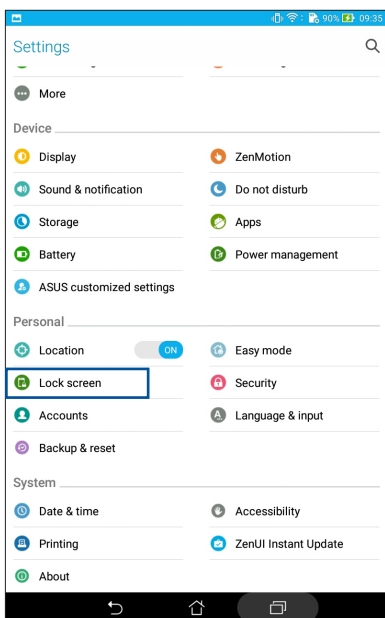 90% 09:35
Settings
More
Device
Display ZenMotion
Sound & notification Do not disturb
Storage Apps
Battery Power management
ASUS customized settings
Personal
Location ON Easy mode
Lock screen Security
Accounts Language & input
Backup & reset
System
Date & time Accessibility
Printing ZenUI Instant Update
About